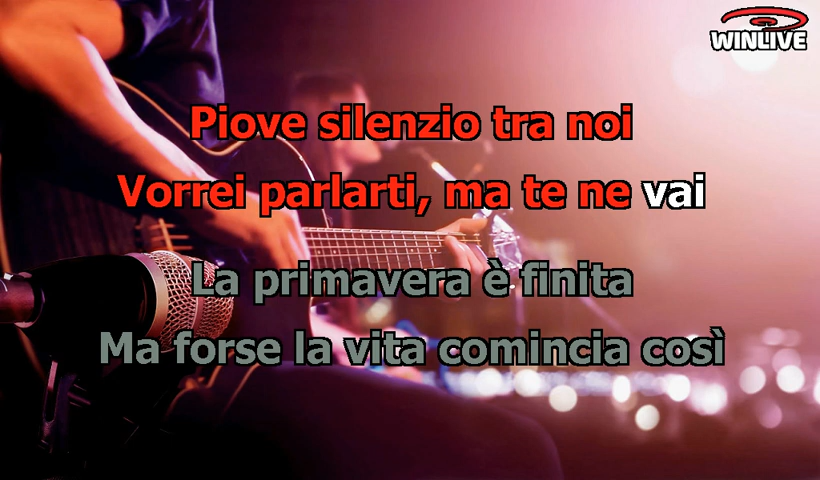 WINLIVE
Piove silenzio tra noi
Vorrei parlarti, ma te ne vai
La primavera è finita
Ma forse la vita comincia così